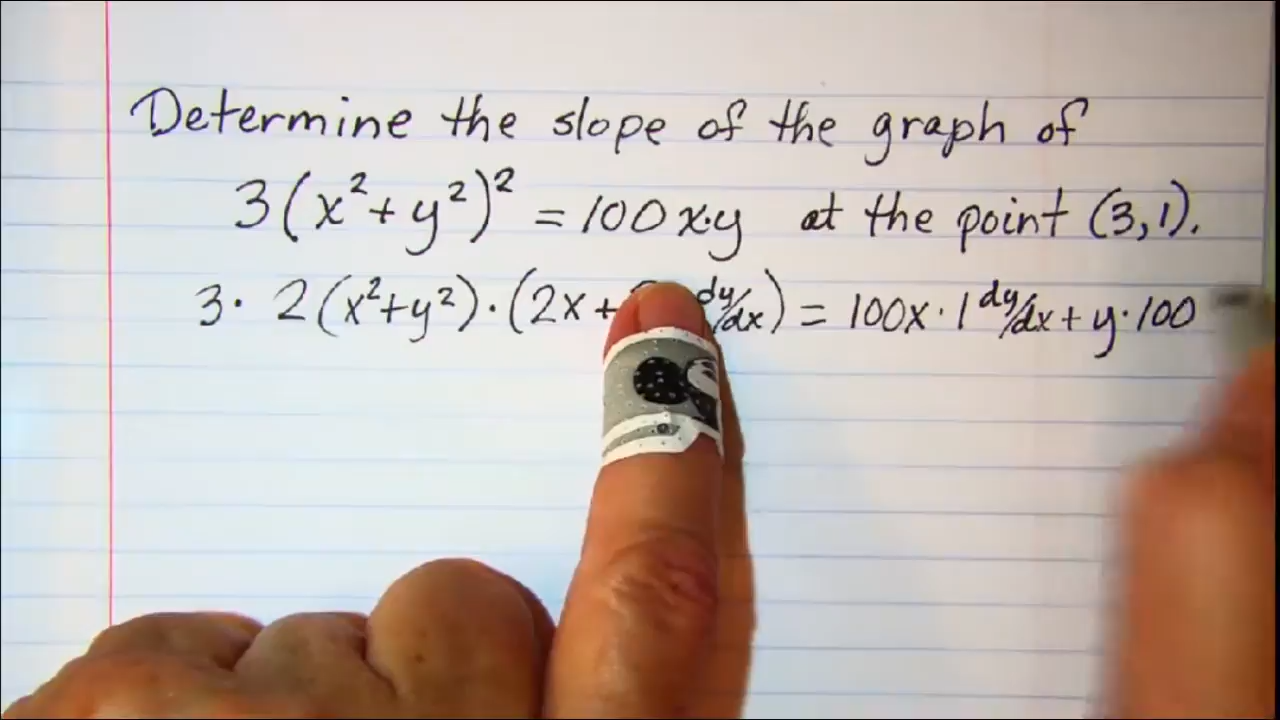 Determine the slope of the graph of
3(x²+y²)² = 100x·y at the point (3,1).
3· 2(x²+y²)·(2x+ dy/dx) = 100x·1 dy/dx + y·100